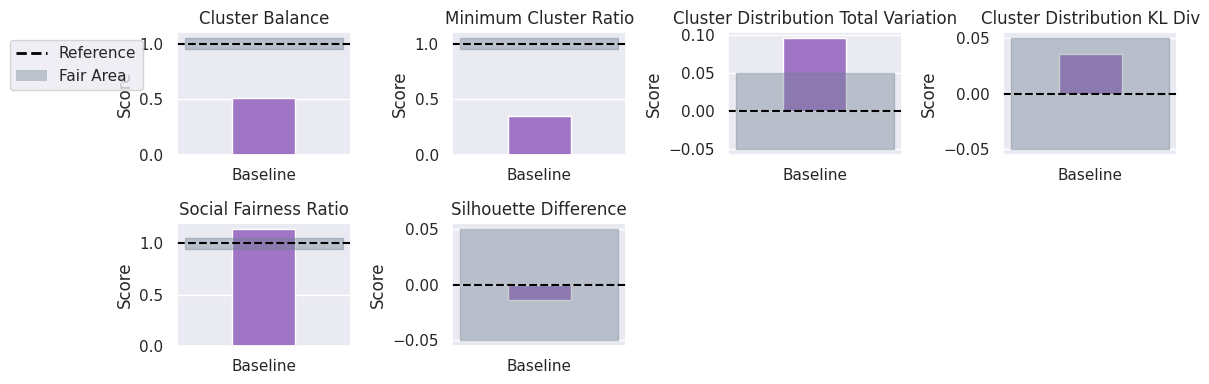 Cluster Balance
Minimum Cluster Ratio
Cluster Distribution Total Variation
Cluster Distribution KL Div
Reference
Fair Area
Score
1.0
0.5
0.0
Baseline
Score
1.0
0.5
0.0
Baseline
Score
0.10
0.05
0.00
−0.05
Baseline
Score
0.05
0.00
−0.05
Baseline
Social Fairness Ratio
Silhouette Difference
Score
1.0
0.5
0.0
Baseline
Score
0.05
0.00
−0.05
Baseline